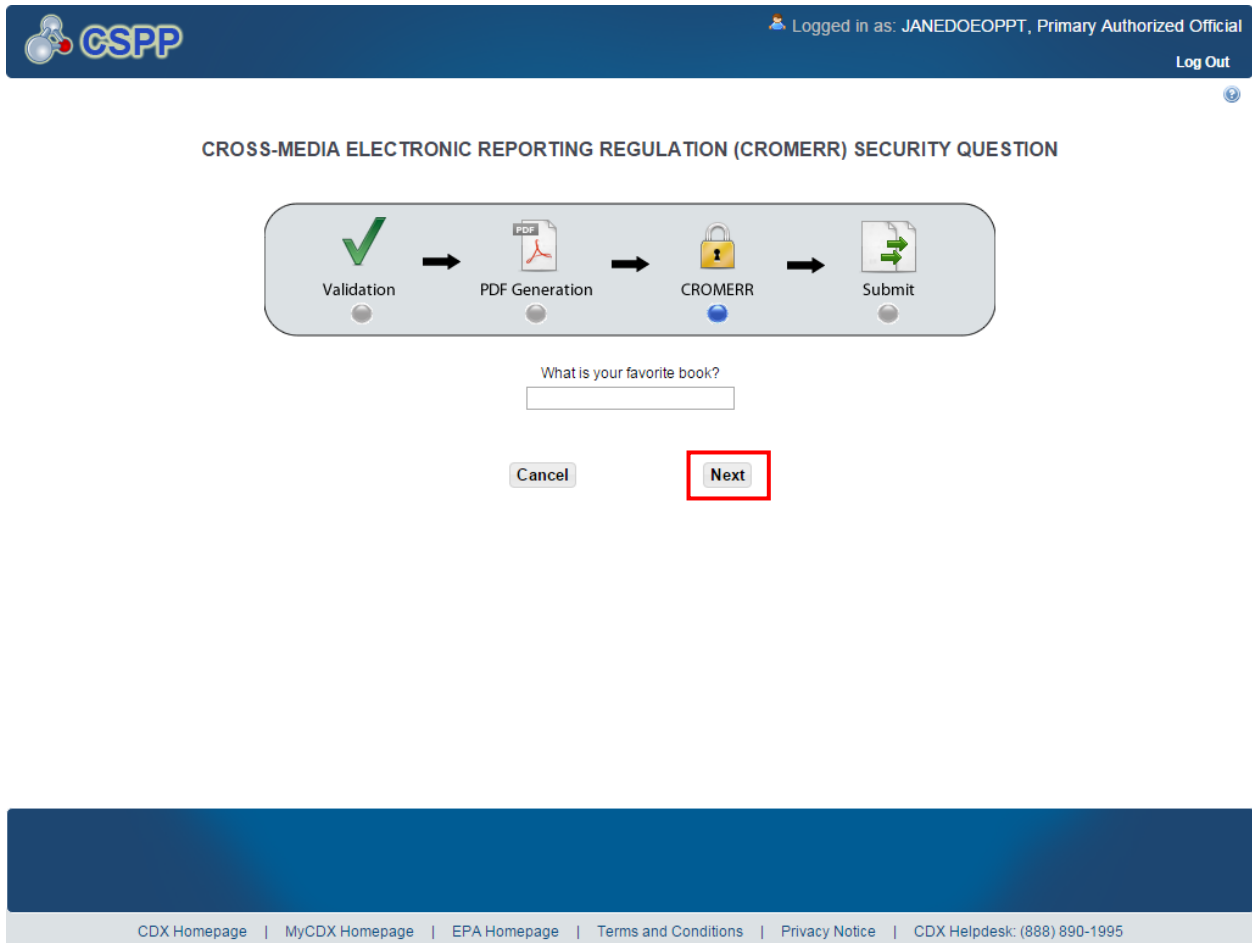 CSPP
Logged in as: JANEDOEOPPT, Primary Authorized Official
Log Out
CROSS-MEDIA ELECTRONIC REPORTING REGULATION (CROMERR) SECURITY QUESTION
PDF
Validation PDF Generation CROMERR Submit
What is your favorite book?
Cancel Next
CDX Homepage | MyCDX Homepage | EPA Homepage | Terms and Conditions | Privacy Notice | CDX Helpdesk: (888) 890-1995